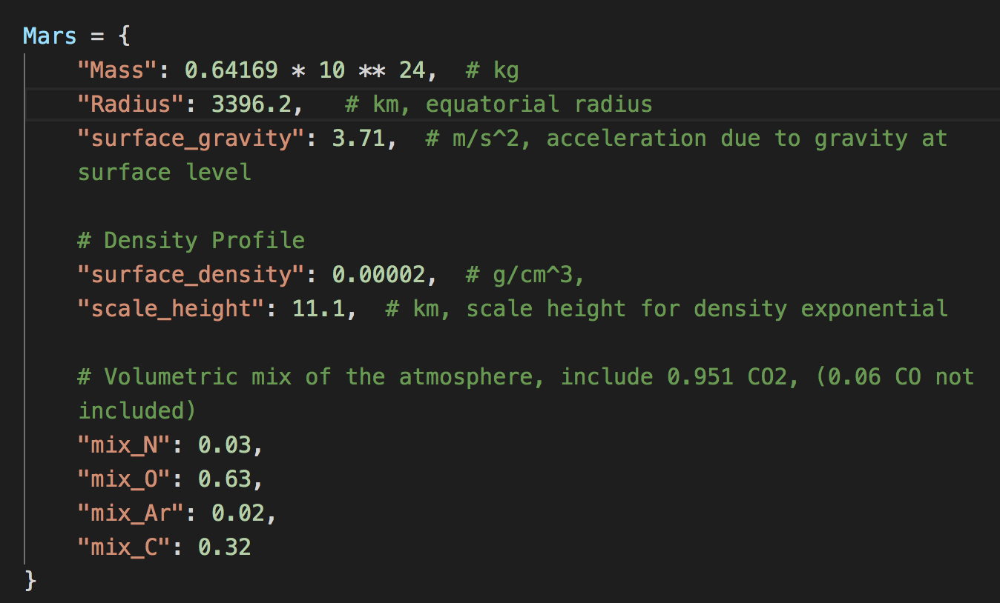 Mars = {
"Mass": 0.64169 * 10 ** 24,  # kg
"Radius": 3396.2,   # km, equatorial radius
"surface_gravity": 3.71,  # m/s^2, acceleration due to gravity at
surface level
# Density Profile
"surface_density": 0.00002,  # g/cm^3,
"scale_height": 11.1,  # km, scale height for density exponential
# Volumetric mix of the atmosphere, include 0.951 CO2, (0.06 CO not
included)
"mix_N": 0.03,
"mix_O": 0.63,
"mix_Ar": 0.02,
"mix_C": 0.32
}